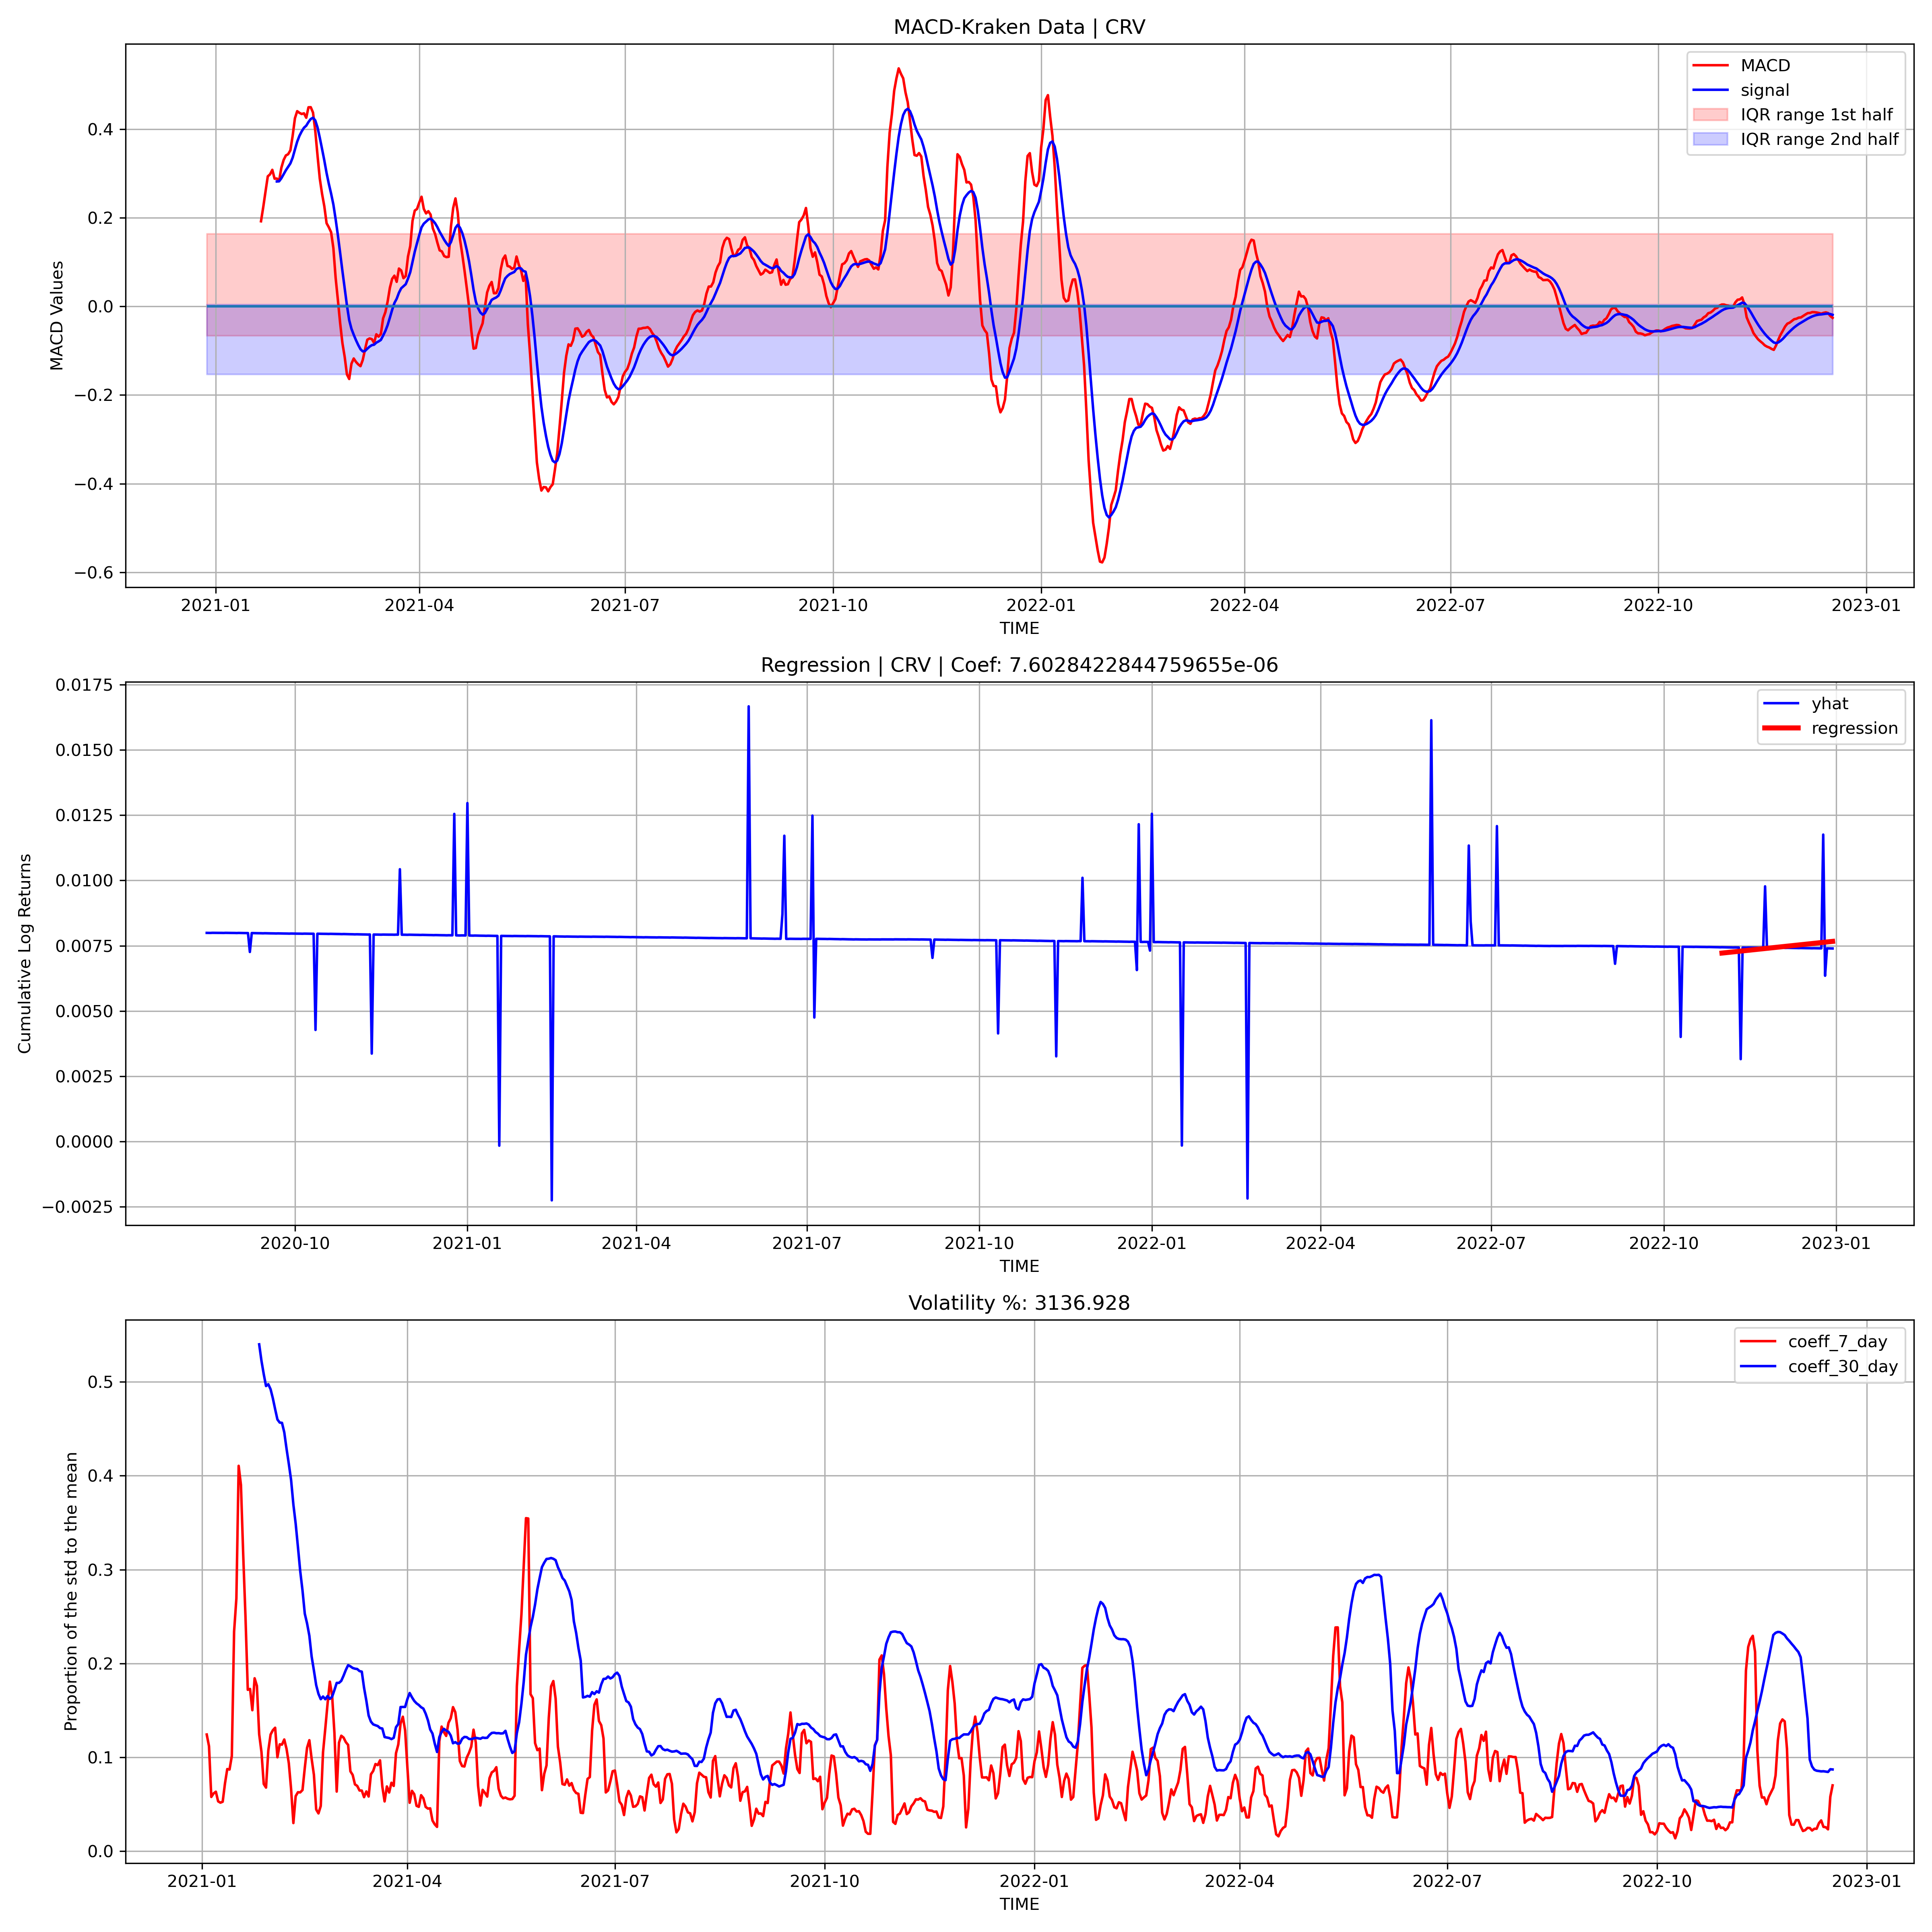 MACD-Kraken Data | CRV
MACD
signal
IQR range 1st half
IQR range 2nd half
MACD Values
0.4
0.2
0.0
−0.2
−0.4
−0.6
2021-01 2021-04 2021-07 2021-10 2022-01 2022-04 2022-07 2022-10 2023-01
TIME
Regression | CRV | Coef: 7.6028422844759655e-06
yhat
regression
Cumulative Log Returns
0.0175
0.0150
0.0125
0.0100
0.0075
0.0050
0.0025
0.0000
−0.0025
2020-10 2021-01 2021-04 2021-07 2021-10 2022-01 2022-04 2022-07 2022-10 2023-01
TIME
Volatility %: 3136.928
coeff_7_day
coeff_30_day
Proportion of the std to the mean
0.5
0.4
0.3
0.2
0.1
0.0
2021-01 2021-04 2021-07 2021-10 2022-01 2022-04 2022-07 2022-10 2023-01
TIME